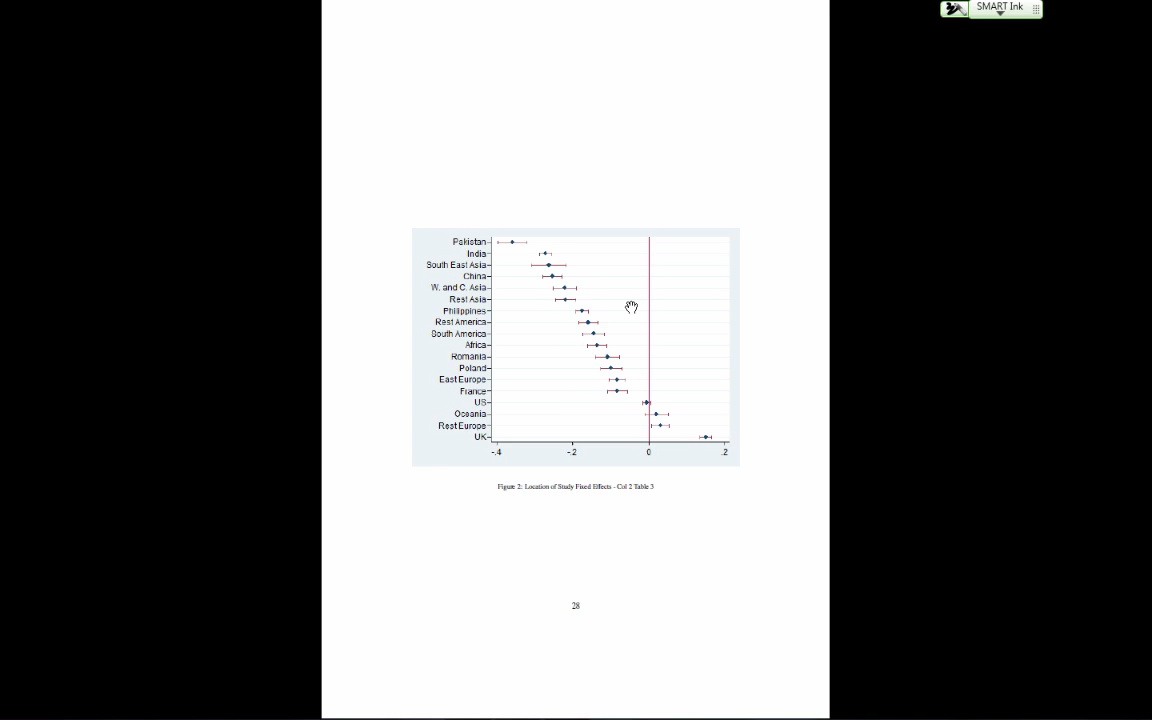 SMART Ink
Pakistan
India
South East Asia
China
W. and C. Asia
Rest Asia
Philippines
Rest America
South America
Africa
Romania
Poland
East Europe
France
US
Oceania
Rest Europe
UK
-.4 -.2 0 .2
Figure 2: Location of Study Fixed Effects - Col 2 Table 3
28